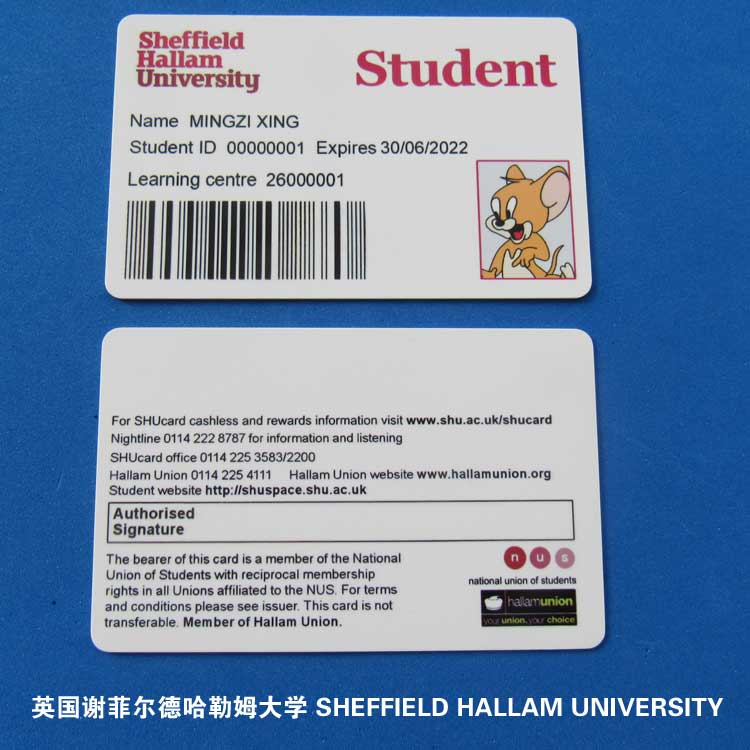 Sheffield
Hallam
University
Student
Name MINGZI XING
Student ID 00000001 Expires 30/06/2022
Learning centre 26000001
For SHUcard cashless and rewards information visit www.shu.ac.uk/shucard
Nightline 0114 222 8787 for information and listening
SHUcard office 0114 225 3583/2200
Hallam Union 0114 225 4111 Hallam Union website www.hallamunion.org
Student website http://shuspace.shu.ac.uk
Authorised
Signature
The bearer of this card is a member of the National
Union of Students with reciprocal membership
rights in all Unions affiliated to the NUS. For terms
and conditions please see issuer. This card is not
transferable. Member of Hallam Union.
n u s
national union of students
hallamunion
your union. your choice
英国谢菲尔德哈勒姆大学 SHEFFIELD HALLAM UNIVERSITY